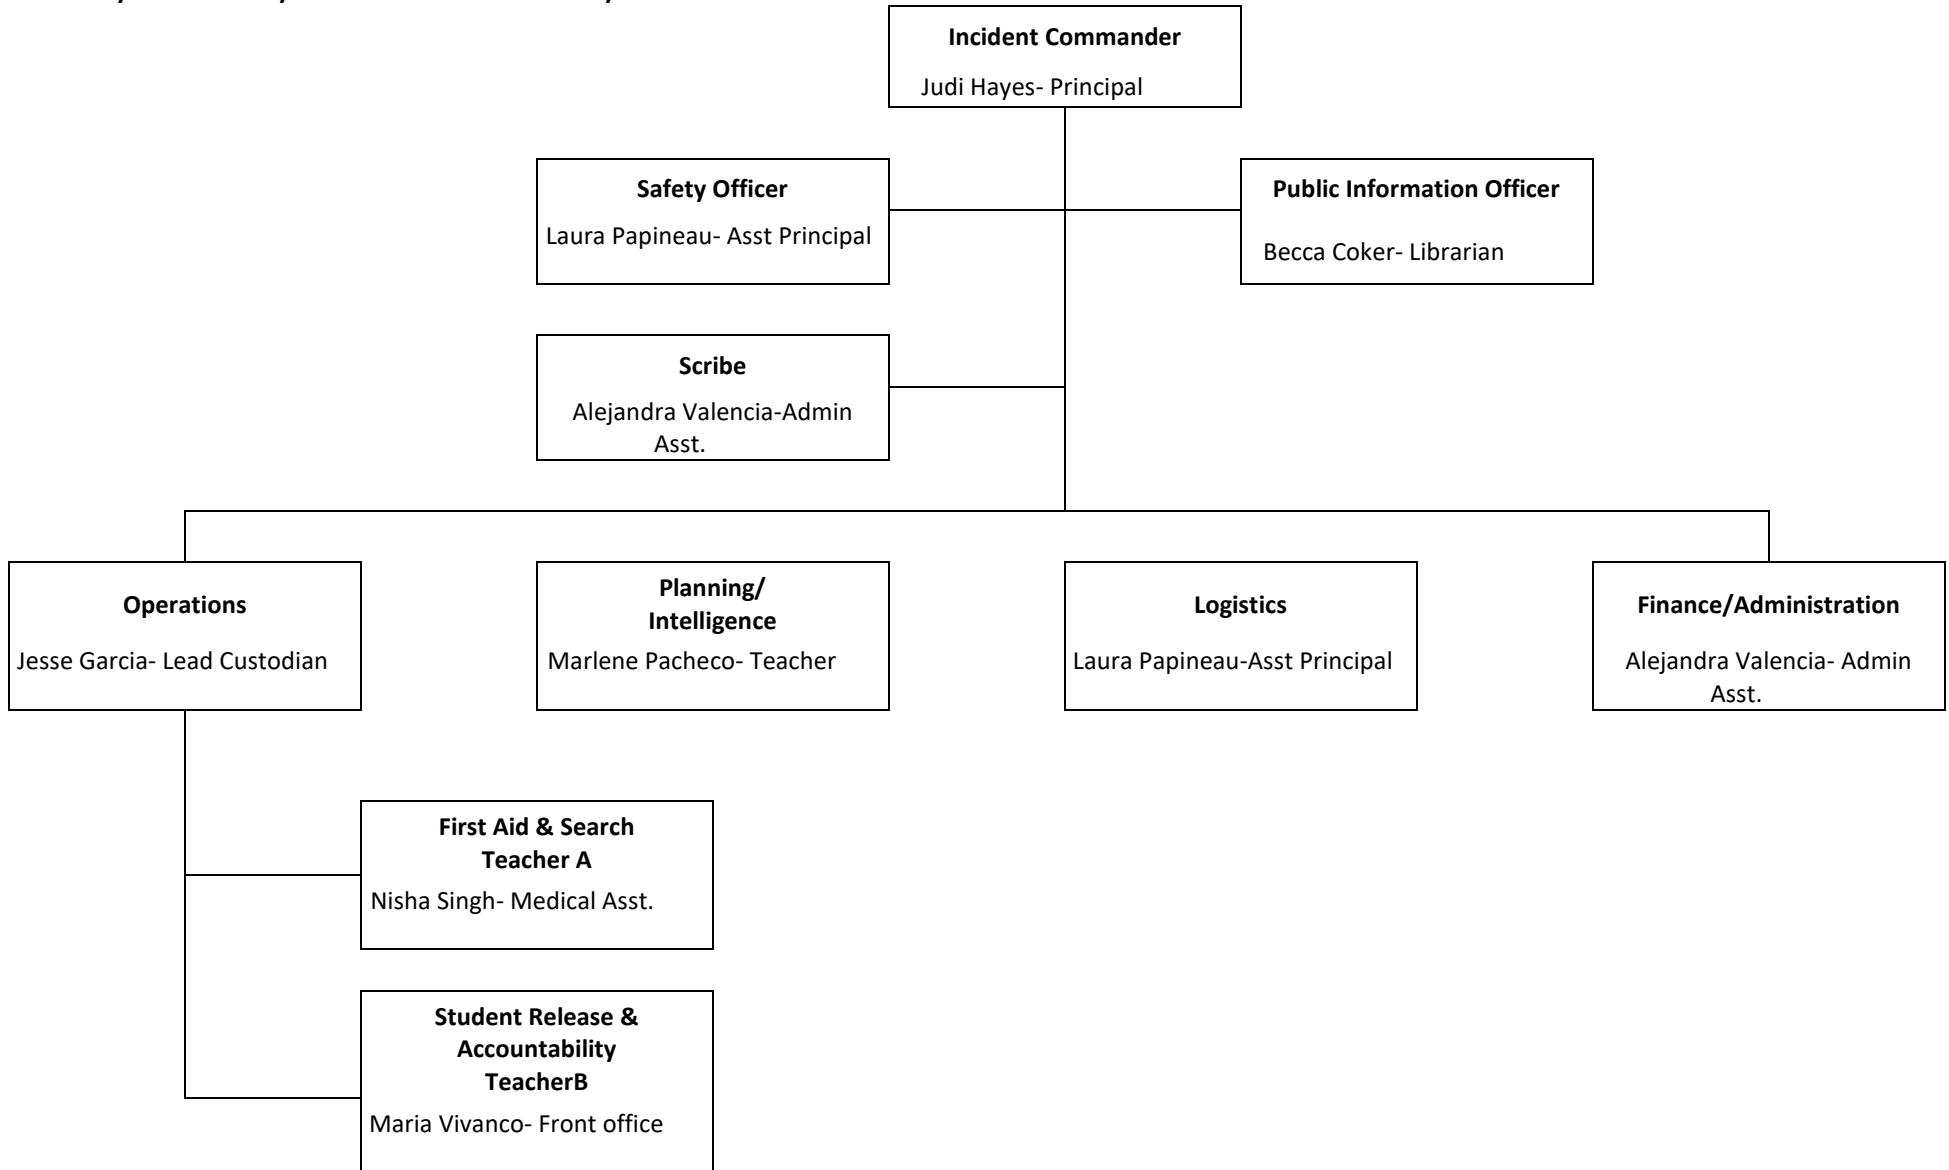 Incident Commander
Judi Hayes- Principal
Safety Officer
Laura Papineau- Asst Principal
Public Information Officer
Becca Coker- Librarian
Scribe
Alejandra Valencia-Admin
Asst.
Operations
Jesse Garcia- Lead Custodian
Planning/
Intelligence
Marlene Pacheco- Teacher
Logistics
Laura Papineau-Asst Principal
Finance/Administration
Alejandra Valencia- Admin
Asst.
First Aid & Search
Teacher A
Nisha Singh- Medical Asst.
Student Release &
Accountability
TeacherB
Maria Vivanco- Front office